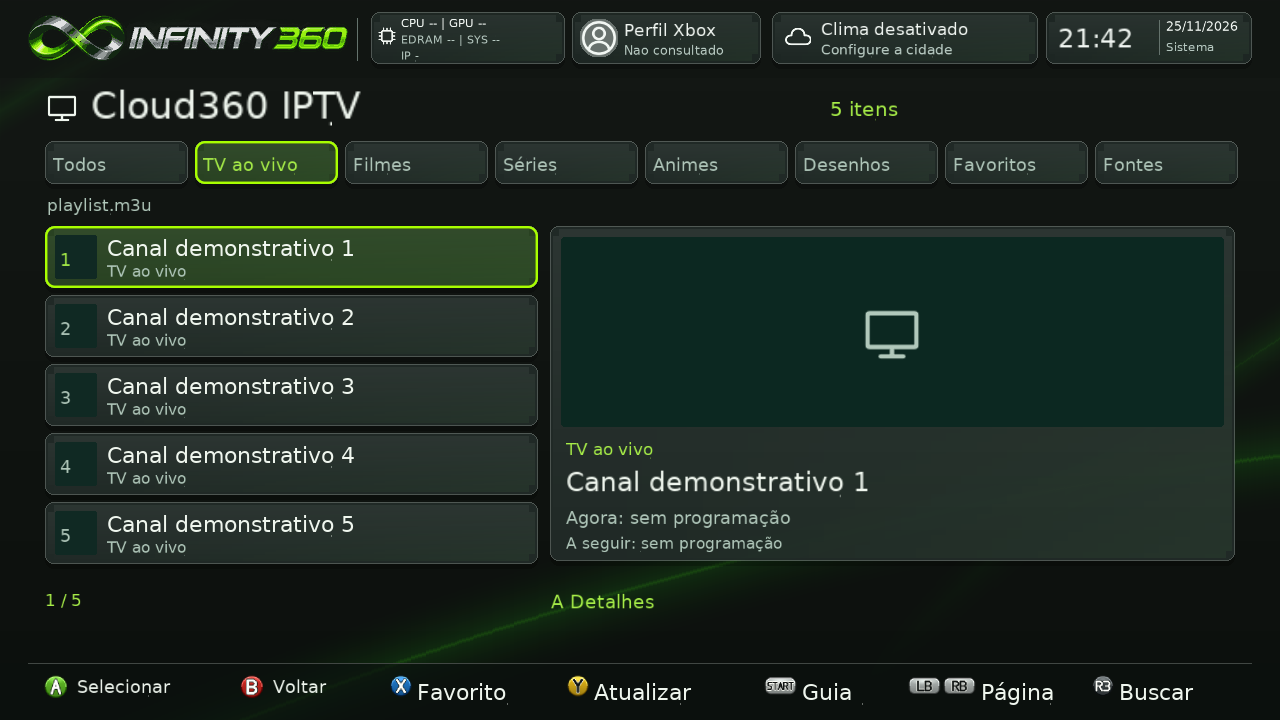 INFINITY 360
CPU -- | GPU --
EDRAM -- | SYS --
IP -
Perfil Xbox
Nao consultado
Clima desativado
Configure a cidade
21:42
25/11/2026
Sistema
Cloud360 IPTV
5 itens
Todos
TV ao vivo
Filmes
Séries
Animes
Desenhos
Favoritos
Fontes
playlist.m3u
1
Canal demonstrativo 1
TV ao vivo
2
Canal demonstrativo 2
TV ao vivo
3
Canal demonstrativo 3
TV ao vivo
4
Canal demonstrativo 4
TV ao vivo
5
Canal demonstrativo 5
TV ao vivo
TV ao vivo
Canal demonstrativo 1
Agora: sem programação
A seguir: sem programação
1 / 5
A Detalhes
A Selecionar
B Voltar
X Favorito
Y Atualizar
START Guia
LB RB Página
R3 Buscar